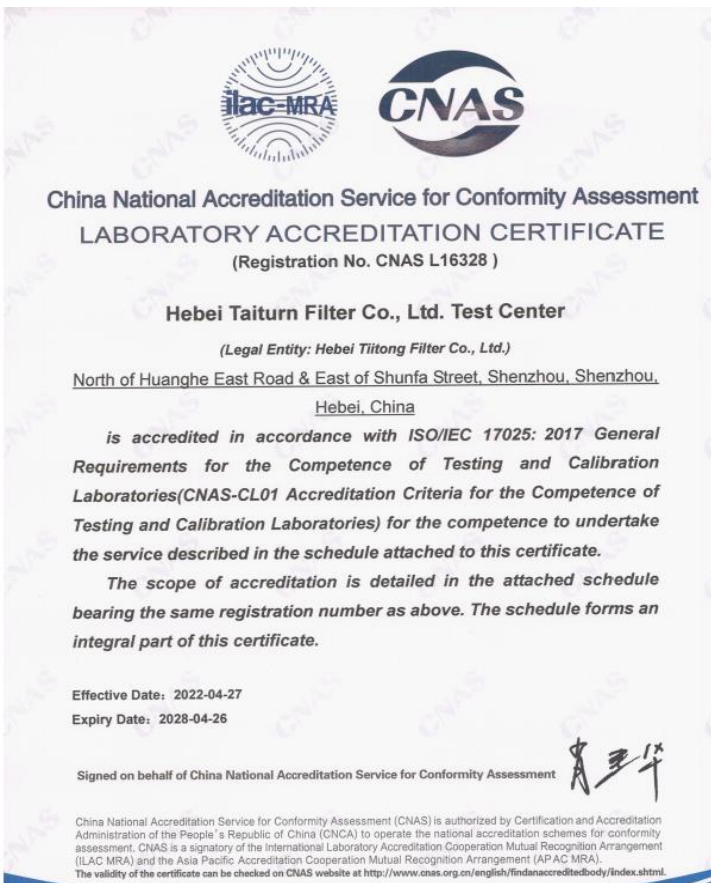 ilac-MRA
CNAS
China National Accreditation Service for Conformity Assessment
LABORATORY ACCREDITATION CERTIFICATE
(Registration No. CNAS L16328 )
Hebei Taiturn Filter Co., Ltd. Test Center
(Legal Entity: Hebei Tiitong Filter Co., Ltd.)
North of Huanghe East Road & East of Shunfa Street, Shenzhou, Shenzhou,
Hebei, China
is accredited in accordance with ISO/IEC 17025: 2017 General
Requirements for the Competence of Testing and Calibration
Laboratories(CNAS-CL01 Accreditation Criteria for the Competence of
Testing and Calibration Laboratories) for the competence to undertake
the service described in the schedule attached to this certificate.
The scope of accreditation is detailed in the attached schedule
bearing the same registration number as above. The schedule forms an
integral part of this certificate.
Effective Date: 2022-04-27
Expiry Date: 2028-04-26
Signed on behalf of China National Accreditation Service for Conformity Assessment
China National Accreditation Service for Conformity Assessment (CNAS) is authorized by Certification and Accreditation
Administration of the People's Republic of China (CNCA) to operate the national accreditation schemes for conformity
assessment. CNAS is a signatory of the International Laboratory Accreditation Cooperation Mutual Recognition Arrangement
(ILAC MRA) and the Asia Pacific Accreditation Cooperation Mutual Recognition Arrangement (APAC MRA).
The validity of the certificate can be checked on CNAS website at http://www.cnas.org.cn/english/findanaccreditedbody/index.shtml.